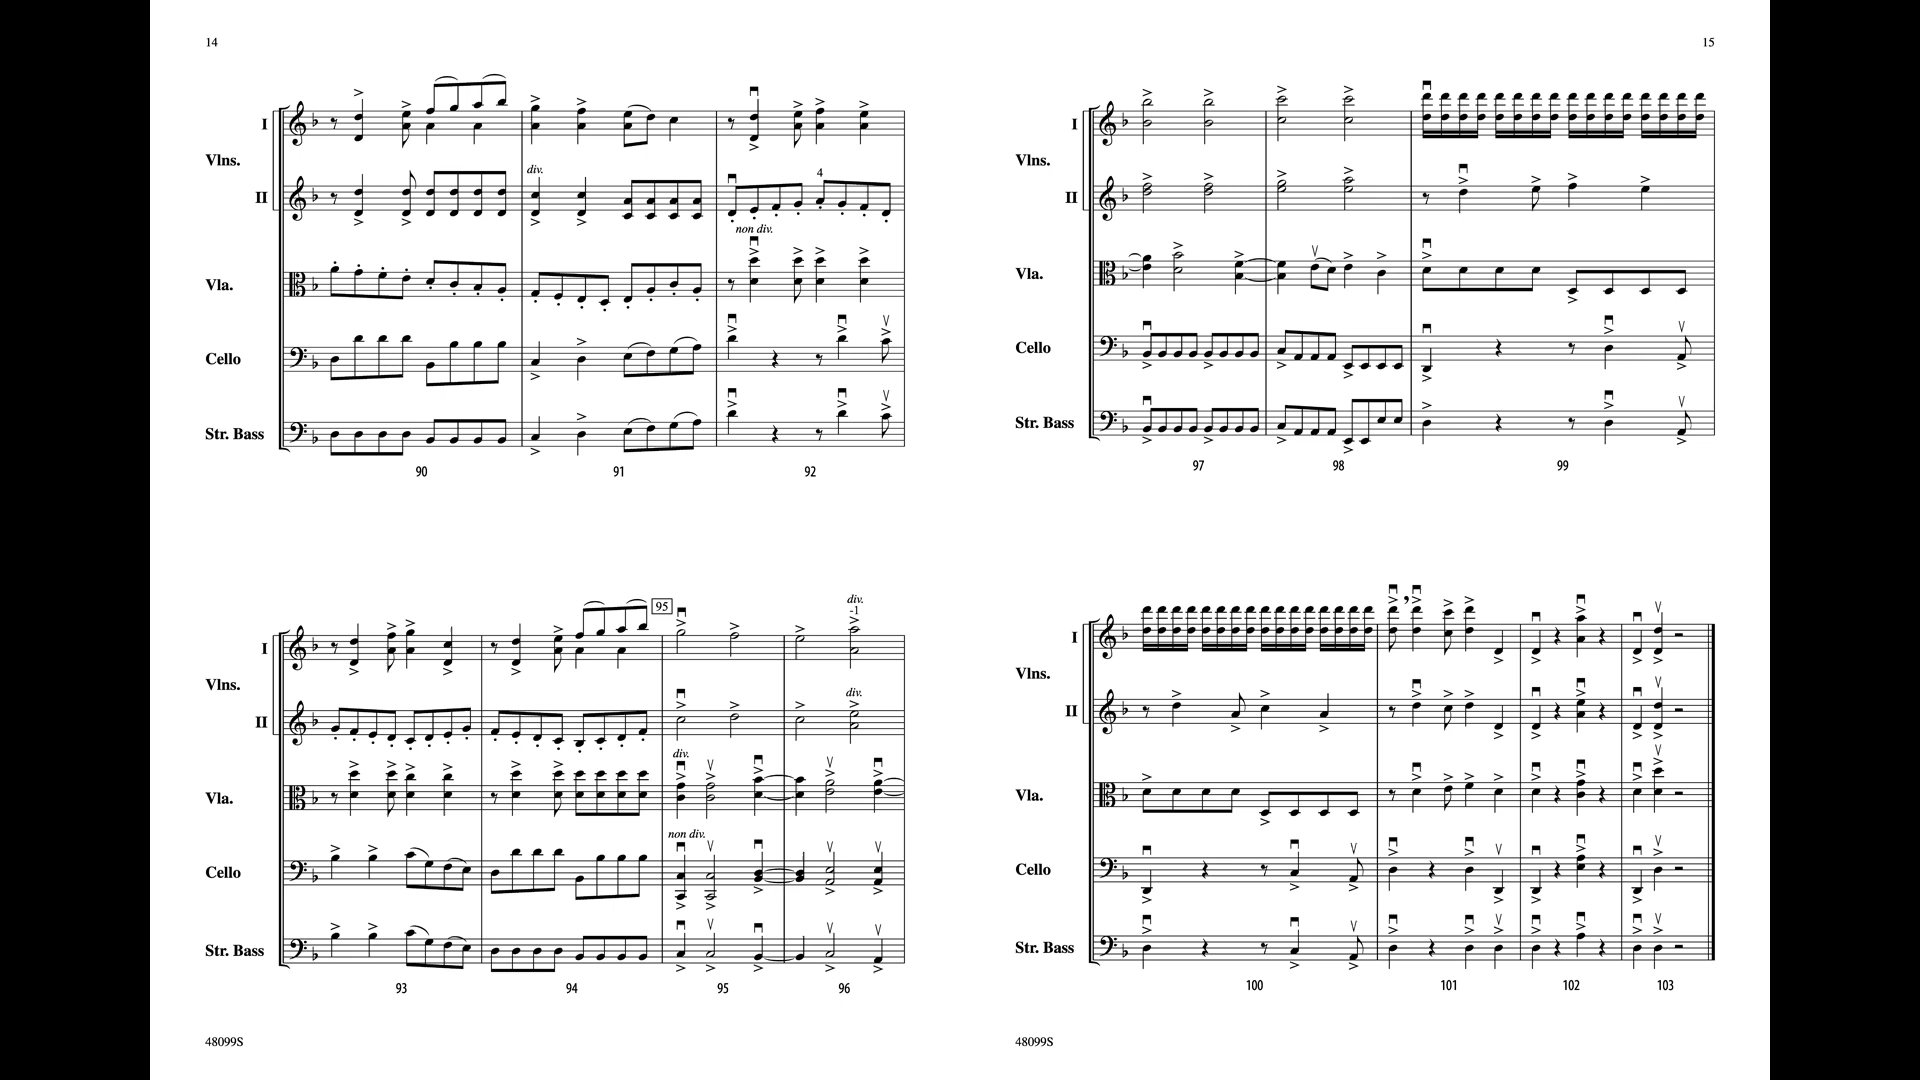 14
I
Vlns.
div.
4
II
non div.
Vla.
Cello
Str. Bass
90 91 92
95
div.
-1
I
Vlns.
div.
II
div.
Vla.
non div.
Cello
Str. Bass
93 94 95 96
48099S
15
I
Vlns.
II
Vla.
Cello
Str. Bass
97 98 99
I
Vlns.
II
Vla.
Cello
Str. Bass
100 101 102 103
48099S